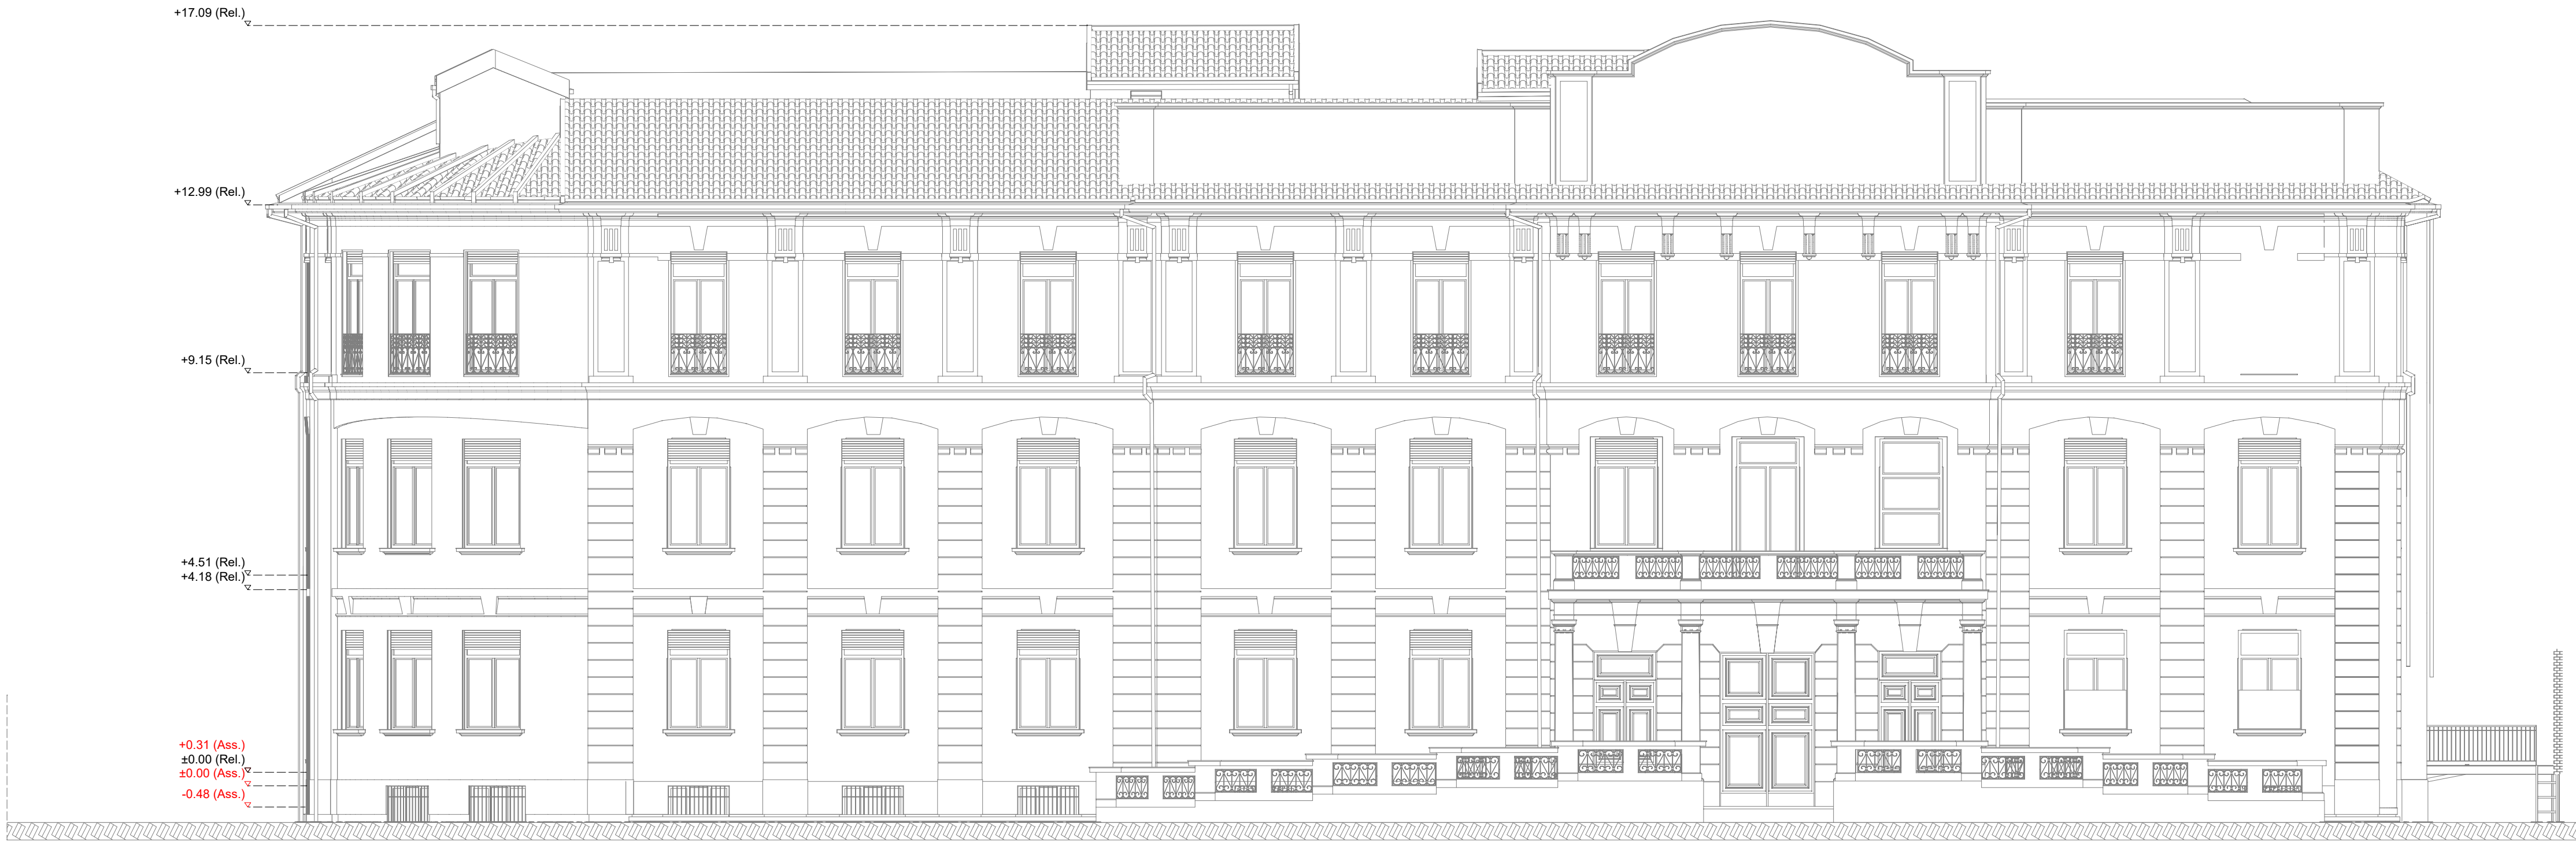 +17.09 (Rel.)
+12.99 (Rel.)
+9.15 (Rel.)
+4.51 (Rel.)
+4.18 (Rel.)
+0.31 (Ass.)
±0.00 (Rel.)
±0.00 (Ass.)
-0.48 (Ass.)